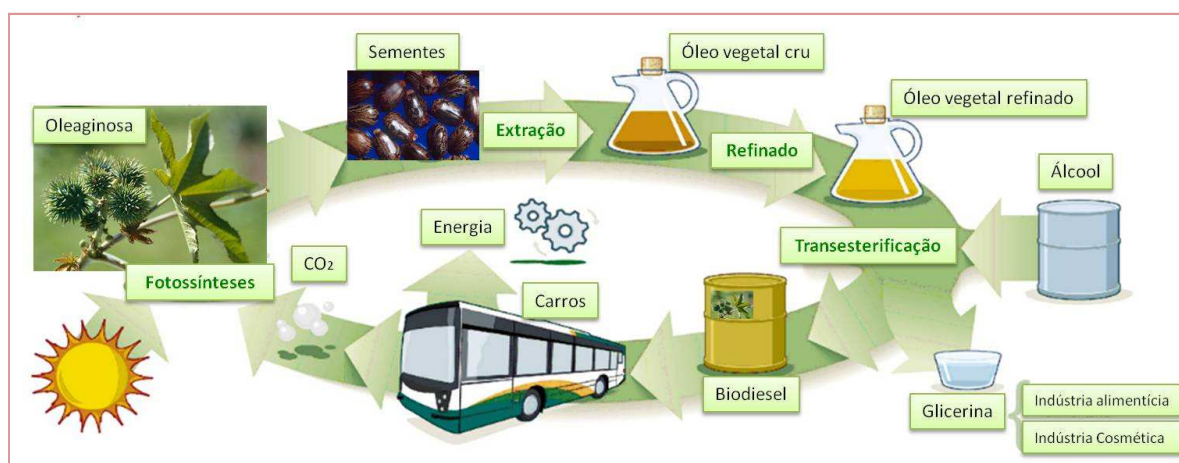 Sementes
Óleo vegetal cru
Óleo vegetal refinado
Oleaginosa
Extração
Refinado
Álcool
Energia
Transesterificação
CO₂
Fotossínteses
Carros
Biodiesel
Glicerina
Indústria alimentícia
Indústria Cosmética